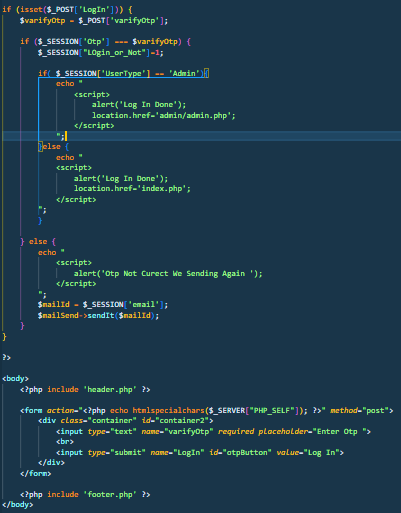 if (isset($_POST['LogIn'])) {
    $varifyOtp = $_POST['varifyOtp'];

    if ($_SESSION['Otp'] === $varifyOtp) {
        $_SESSION["LOgin_or_Not"]=1;

        if( $_SESSION['UserType'] == 'Admin'){
            echo "
                <script>
                    alert('Log In Done');
                    location.href='admin/admin.php';
                </script>
            ";
        }else {
            echo "
            <script>
                alert('Log In Done');
                location.href='index.php';
            </script>
        ";
        }

    } else {
        echo "
            <script>
                alert('Otp Not Curect We Sending Again ');
            </script>
        ";
        $mailId = $_SESSION['email'];
        $mailSend->sendIt($mailId);
    }
}

?>

<body>
    <?php include 'header.php' ?>

    <form action="<?php echo htmlspecialchars($_SERVER["PHP_SELF"]); ?>" method="post">
        <div class="container" id="container2">
            <input type="text" name="varifyOtp" required placeholder="Enter Otp ">
            <br>
            <input type="submit" name="LogIn" id="otpButton" value="Log In">
        </div>
    </form>

    <?php include 'footer.php' ?>
</body>